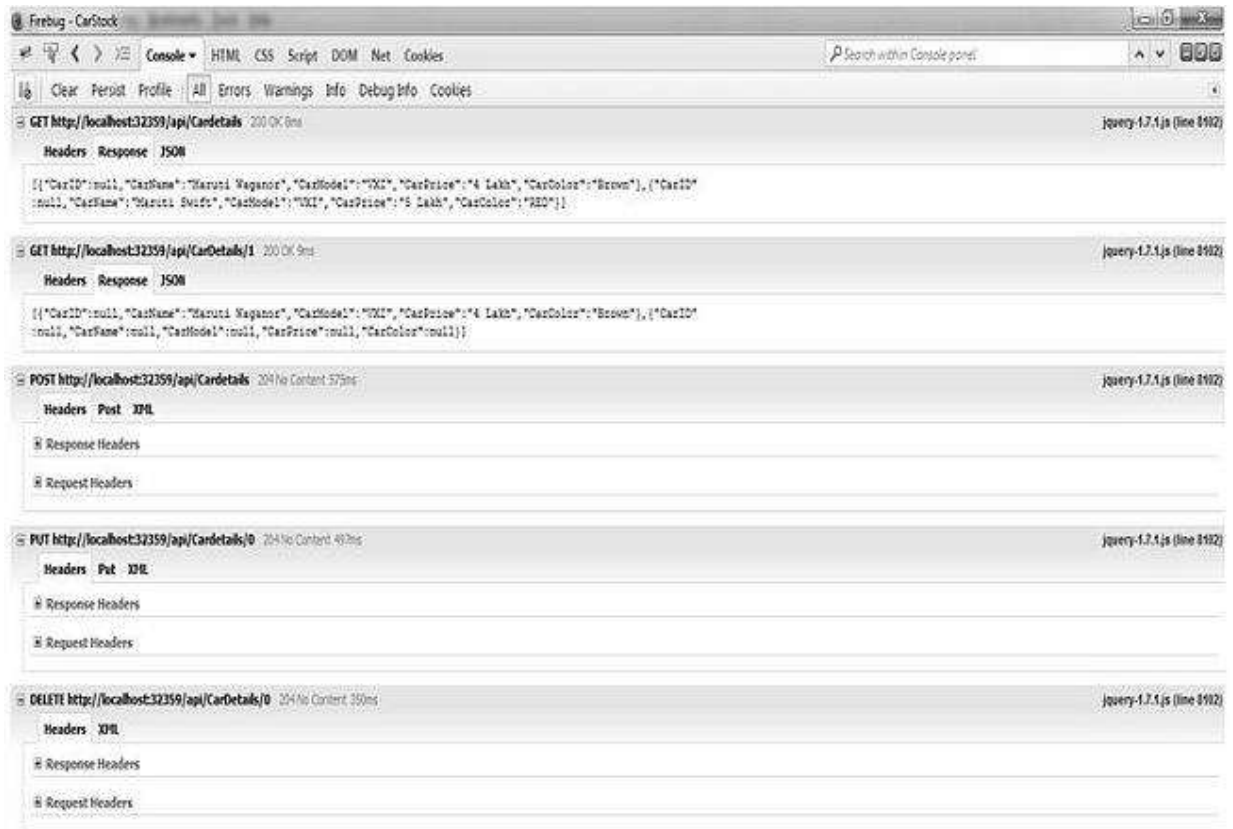 Firebug - CarStock
Console HTML CSS Script DOM Net Cookies
Search within Console panel
Clear Persist Profile All Errors Warnings Info Debug Info Cookies
GET http://localhost:32359/api/Cardetails 200 OK 8ms jquery-1.7.1.js (line 8102)
Headers Response JSON
[{"CarID":null,"CarName":"Maruti Waganor","CarModel":"VXI","CarPrice":"4 Lakh","CarColor":"Brown"},{"CarID"
:null,"CarName":"Maruti Swift","CarModel":"VXI","CarPrice":"5 Lakh","CarColor":"RED"}]
GET http://localhost:32359/api/CarDetails/1 200 OK 9ms jquery-1.7.1.js (line 8102)
Headers Response JSON
[{"CarID":null,"CarName":"Maruti Waganor","CarModel":"VXI","CarPrice":"4 Lakh","CarColor":"Brown"},{"CarID"
:null,"CarName":null,"CarModel":null,"CarPrice":null,"CarColor":null}]
POST http://localhost:32359/api/Cardetails 204 No Content 575ms jquery-1.7.1.js (line 8102)
Headers Post XML
Response Headers
Request Headers
PUT http://localhost:32359/api/Cardetails/0 204 No Content 497ms jquery-1.7.1.js (line 8102)
Headers Put XML
Response Headers
Request Headers
DELETE http://localhost:32359/api/CarDetails/0 204 No Content 350ms jquery-1.7.1.js (line 8102)
Headers XML
Response Headers
Request Headers